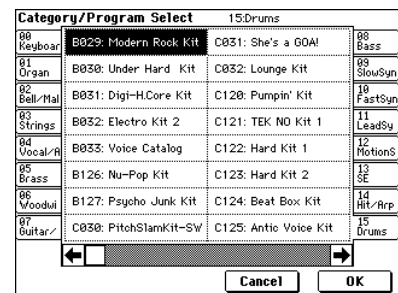 Category/Program Select 15:Drums
00 Keyboar
01 Organ
02 Bell/Mal
03 Strings
04 Vocal/A
05 Brass
06 Woodwi
07 Guitar/
B029: Modern Rock Kit
B030: Under Hard Kit
B031: Digi-H.Core Kit
B032: Electro Kit 2
B033: Voice Catalog
B126: Nu-Pop Kit
B127: Psycho Junk Kit
C030: PitchSlamKit-SW
C031: She's a GOA!
C032: Lounge Kit
C120: Pumpin' Kit
C121: TEK NO Kit 1
C122: Hard Kit 1
C123: Hard Kit 2
C124: Beat Box Kit
C125: Antic Voice Kit
08 Bass
09 SlowSyn
10 FastSyn
11 LeadSy
12 MotionS
13 SE
14 Hit/Arp
15 Drums
Cancel OK